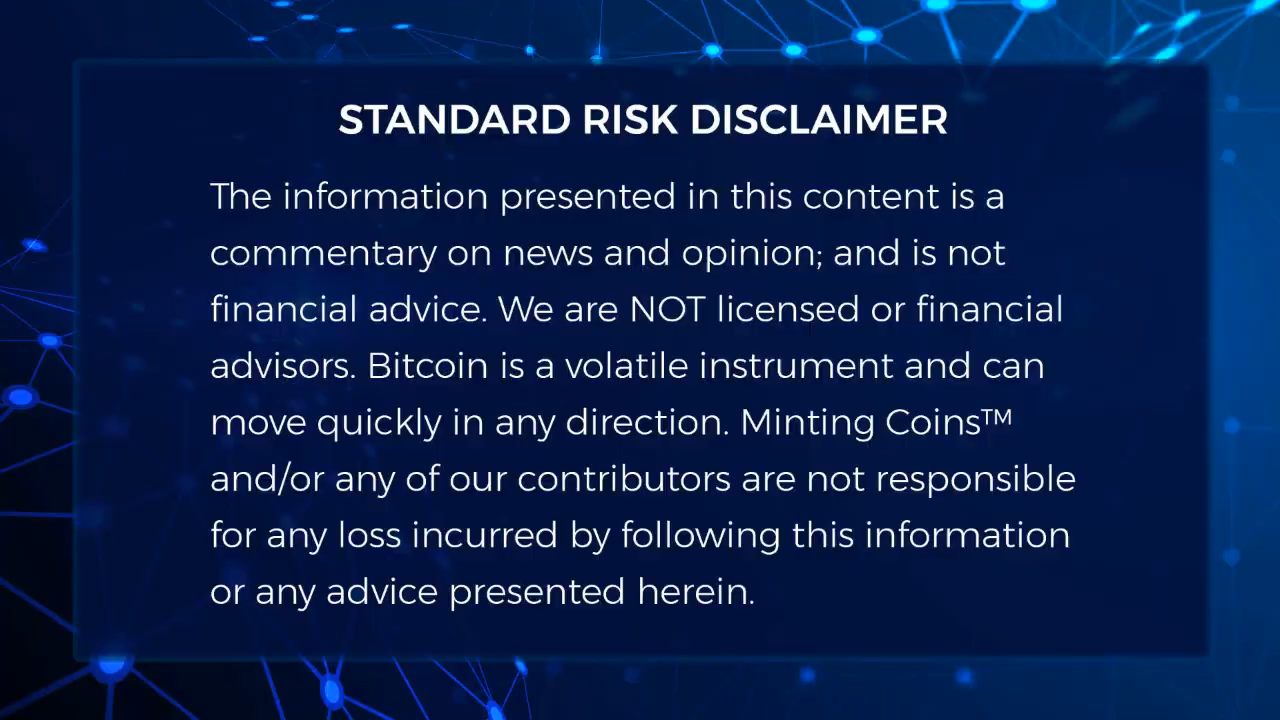 STANDARD RISK DISCLAIMER
The information presented in this content is a
commentary on news and opinion; and is not
financial advice. We are NOT licensed or financial
advisors. Bitcoin is a volatile instrument and can
move quickly in any direction. Minting Coins™
and/or any of our contributors are not responsible
for any loss incurred by following this information
or any advice presented herein.